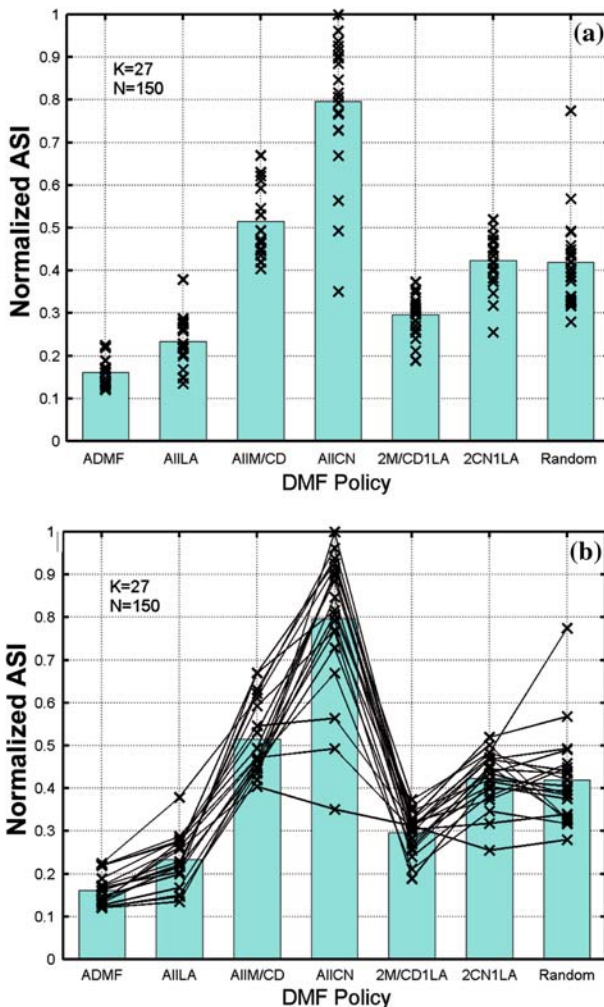 (a)
K=27
N=150
Normalized ASI
1
0.9
0.8
0.7
0.6
0.5
0.4
0.3
0.2
0.1
0
ADMF AllLA AllM/CD AllCN 2M/CD1LA 2CN1LA Random
DMF Policy
(b)
K=27
N=150
Normalized ASI
1
0.9
0.8
0.7
0.6
0.5
0.4
0.3
0.2
0.1
0
ADMF AllLA AllM/CD AllCN 2M/CD1LA 2CN1LA Random
DMF Policy